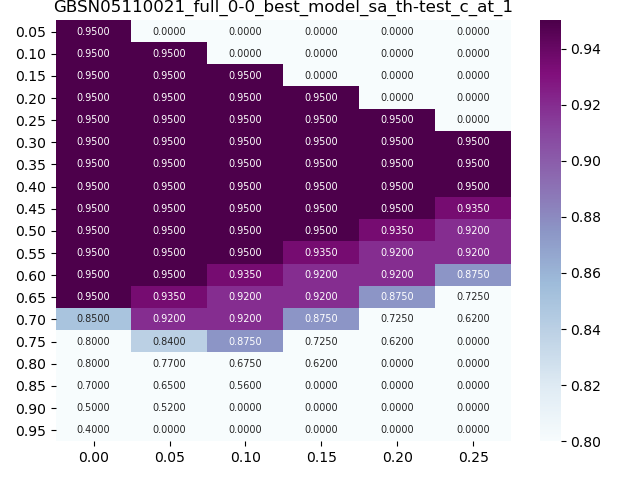 GBSN05110021_full_0-0_best_model_sa_th-test_c_at_1
0.05 0.9500 0.0000 0.0000 0.0000 0.0000 0.0000
0.10 0.9500 0.9500 0.0000 0.0000 0.0000 0.0000
0.15 0.9500 0.9500 0.9500 0.0000 0.0000 0.0000
0.20 0.9500 0.9500 0.9500 0.9500 0.0000 0.0000
0.25 0.9500 0.9500 0.9500 0.9500 0.9500 0.0000
0.30 0.9500 0.9500 0.9500 0.9500 0.9500 0.9500
0.35 0.9500 0.9500 0.9500 0.9500 0.9500 0.9500
0.40 0.9500 0.9500 0.9500 0.9500 0.9500 0.9500
0.45 0.9500 0.9500 0.9500 0.9500 0.9500 0.9350
0.50 0.9500 0.9500 0.9500 0.9500 0.9350 0.9200
0.55 0.9500 0.9500 0.9500 0.9350 0.9200 0.9200
0.60 0.9500 0.9500 0.9350 0.9200 0.9200 0.8750
0.65 0.9500 0.9350 0.9200 0.9200 0.8750 0.7250
0.70 0.8500 0.9200 0.9200 0.8750 0.7250 0.6200
0.75 0.8000 0.8400 0.8750 0.7250 0.6200 0.0000
0.80 0.8000 0.7700 0.6750 0.6200 0.0000 0.0000
0.85 0.7000 0.6500 0.5600 0.0000 0.0000 0.0000
0.90 0.5000 0.5200 0.0000 0.0000 0.0000 0.0000
0.95 0.4000 0.0000 0.0000 0.0000 0.0000 0.0000
0.00 0.05 0.10 0.15 0.20 0.25
0.94
0.92
0.90
0.88
0.86
0.84
0.82
0.80